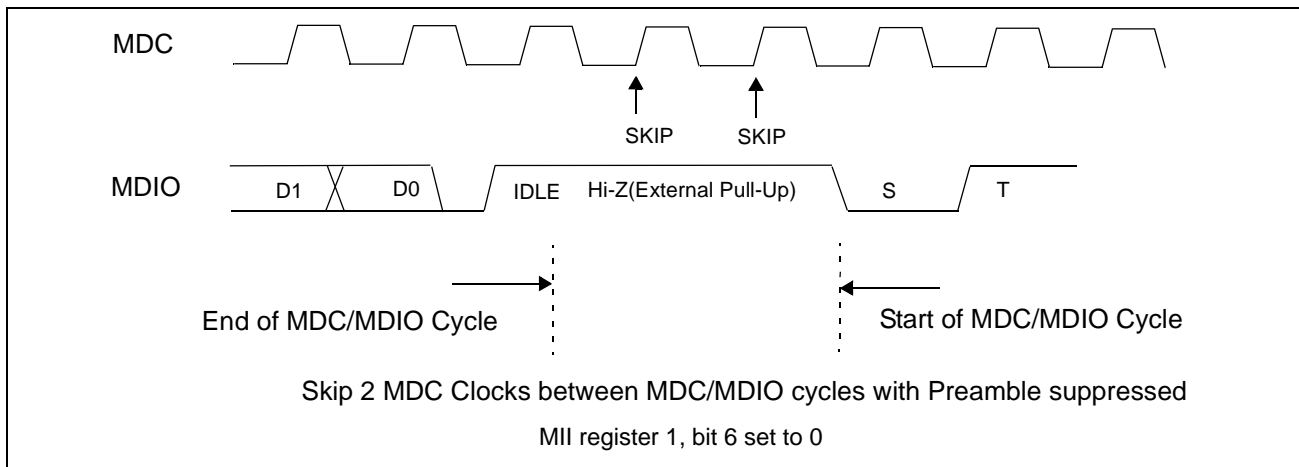 MDC
SKIP SKIP
MDIO D1 D0 IDLE Hi-Z(External Pull-Up) S T
End of MDC/MDIO Cycle Start of MDC/MDIO Cycle
Skip 2 MDC Clocks between MDC/MDIO cycles with Preamble suppressed
MII register 1, bit 6 set to 0